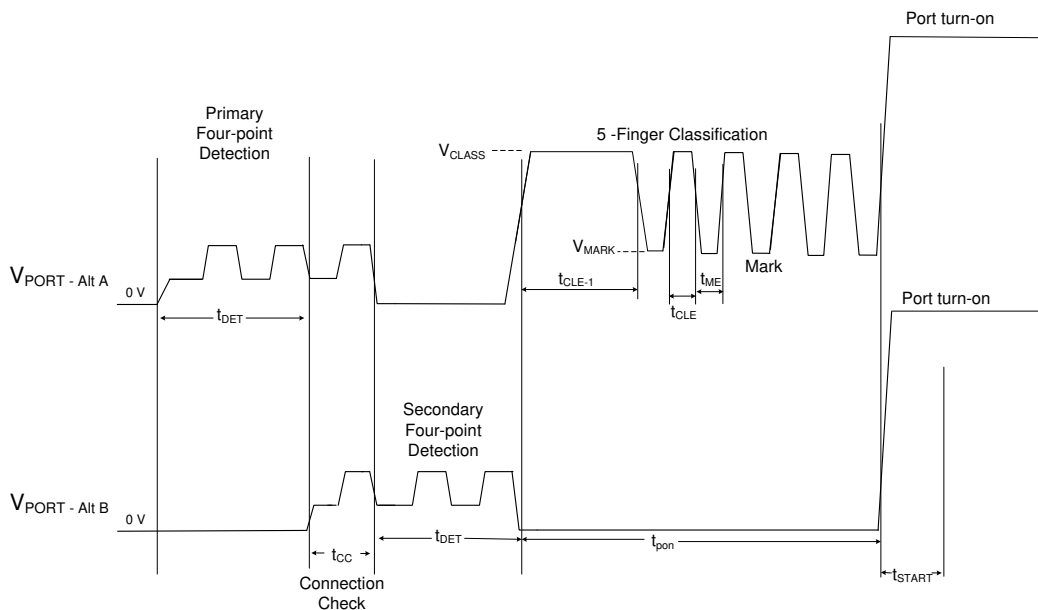 Port turn-on
Primary
Four-point
Detection
5 -Finger Classification
VCLASS
VMARK
Mark
VPORT - Alt A
0 V
tDET
tCLE-1
tME
tCLE
Port turn-on
Secondary
Four-point
Detection
VPORT - Alt B
0 V
tCC
tDET
tpon
tSTART
Connection
Check